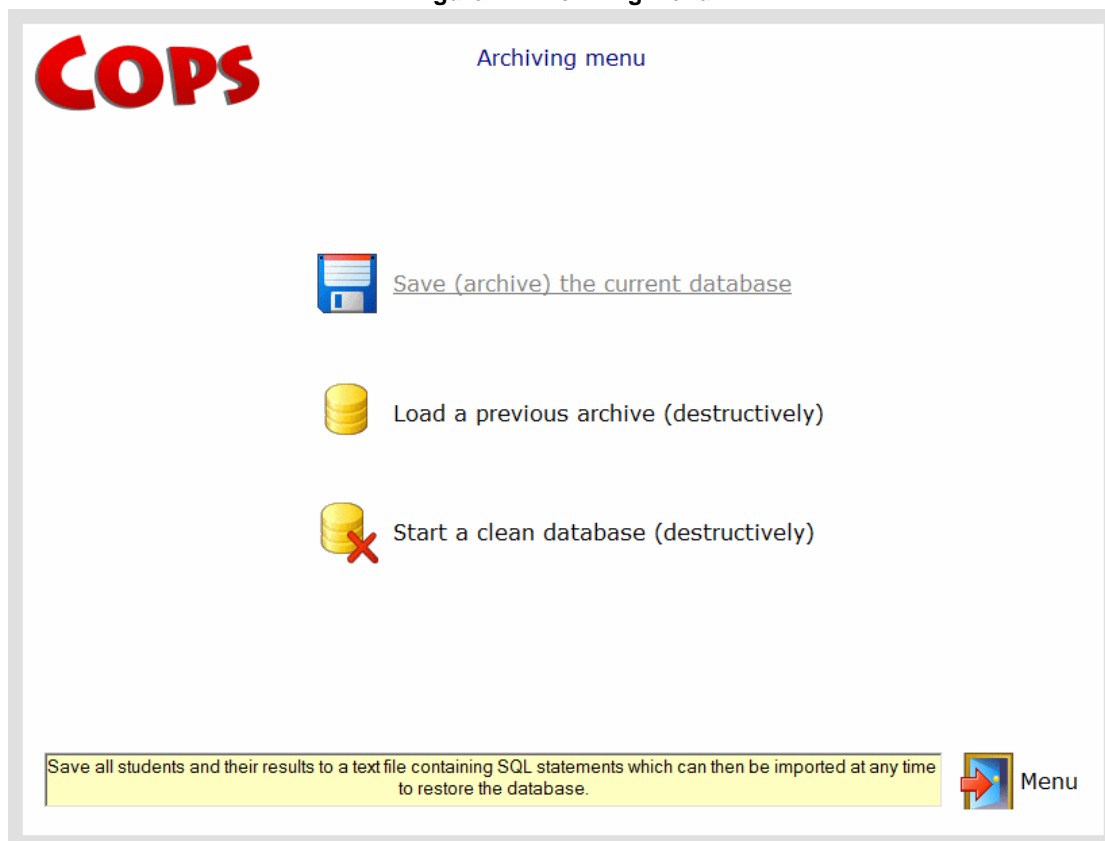 COPS
Archiving menu
Save (archive) the current database
Load a previous archive (destructively)
Start a clean database (destructively)
Save all students and their results to a text file containing SQL statements which can then be imported at any time
to restore the database.
Menu